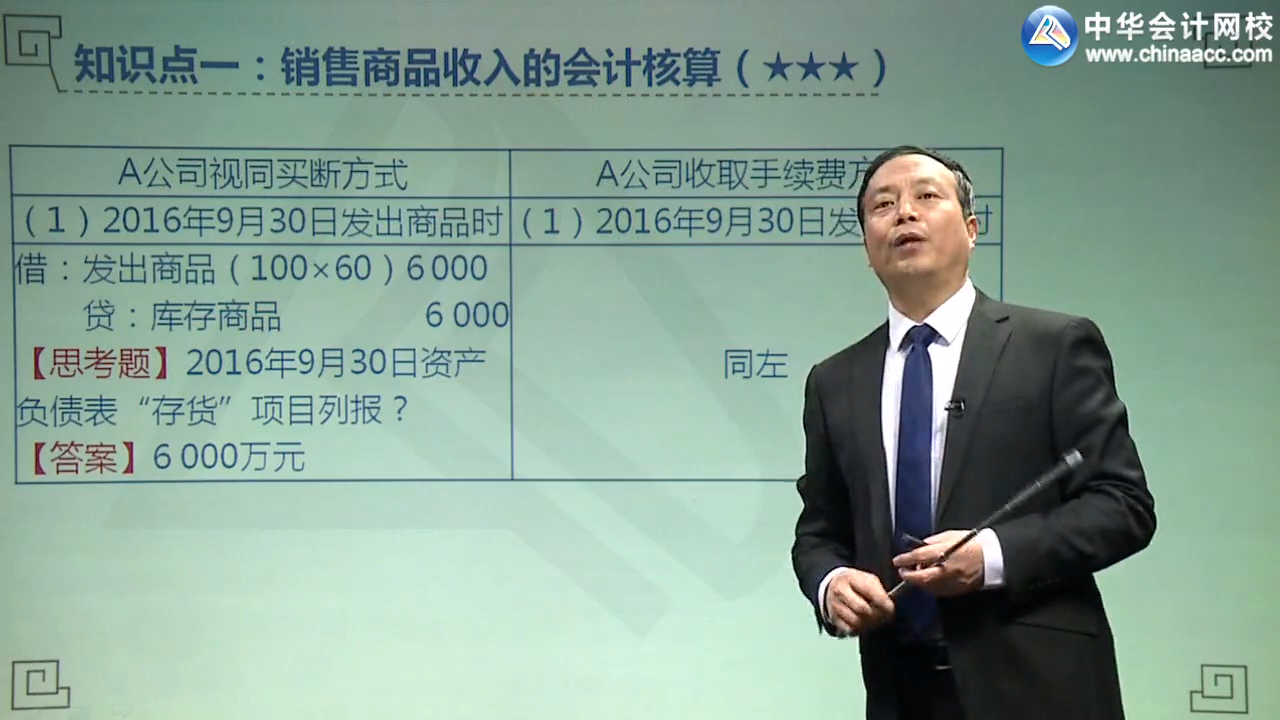 中华会计网校
www.chinaacc.com
知识点一：销售商品收入的会计核算（★★★）
A公司视同买断方式
A公司收取手续费方
（1）2016年9月30日发出商品时
（1）2016年9月30日发 时
借：发出商品（100×60）6 000
贷：库存商品 6 000
【思考题】2016年9月30日资产
负债表“存货”项目列报？
【答案】6 000万元
同左